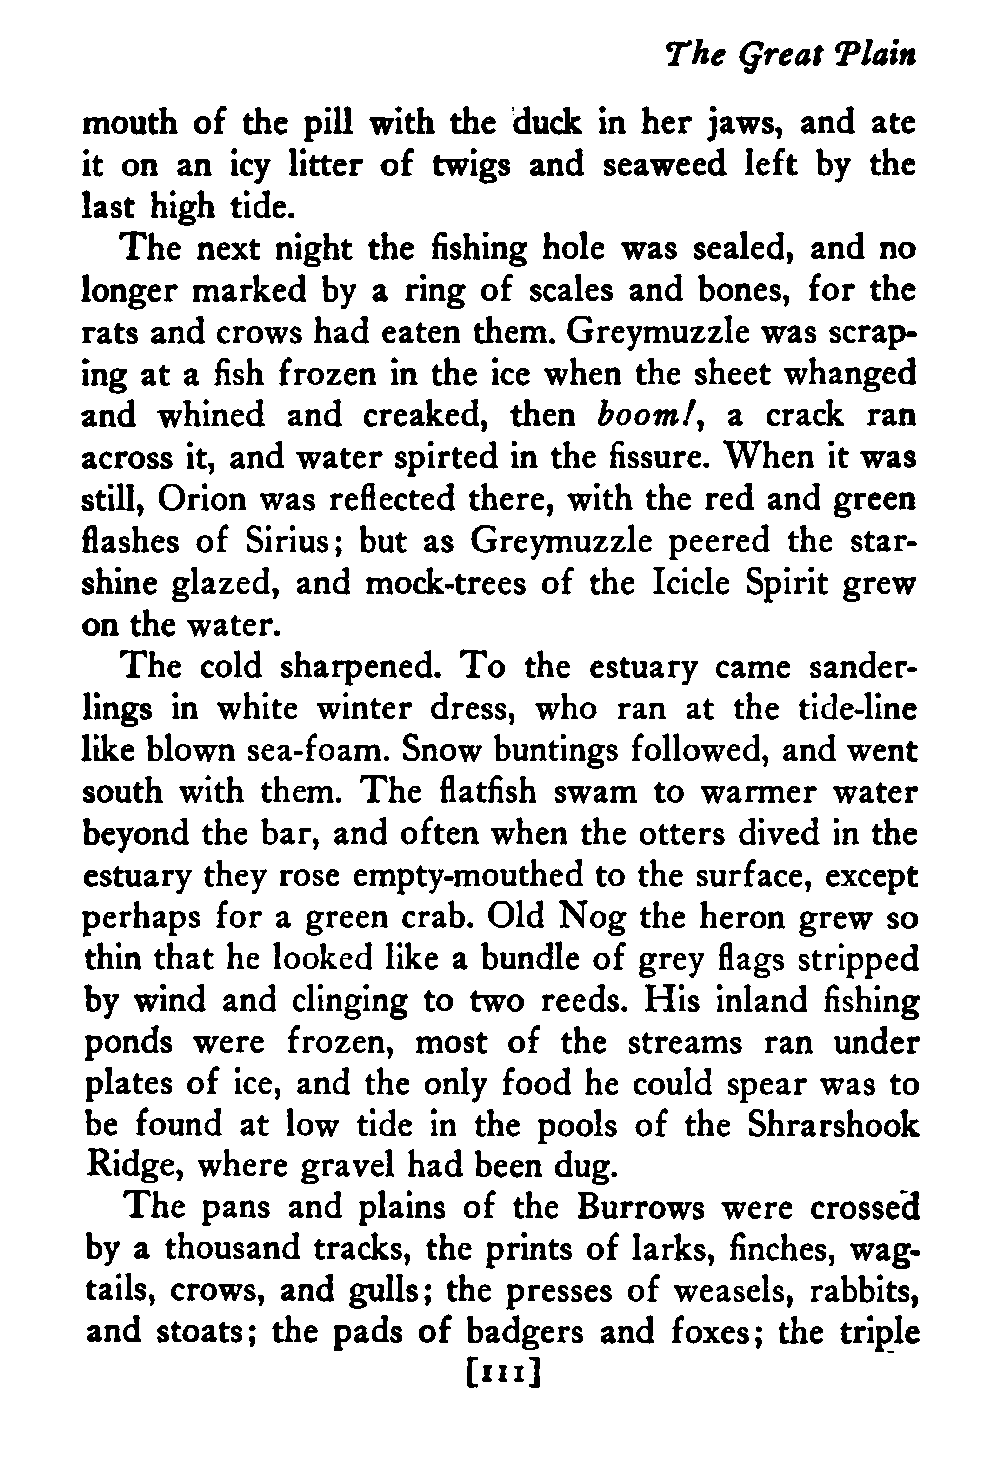 The Great Plain
mouth of the pill with the duck in her jaws, and ate
it on an icy litter of twigs and seaweed left by the
last high tide.
The next night the fishing hole was sealed, and no
longer marked by a ring of scales and bones, for the
rats and crows had eaten them. Greymuzzle was scrap-
ing at a fish frozen in the ice when the sheet whanged
and whined and creaked, then boom!, a crack ran
across it, and water spirted in the fissure. When it was
still, Orion was reflected there, with the red and green
flashes of Sirius; but as Greymuzzle peered the star-
shine glazed, and mock-trees of the Icicle Spirit grew
on the water.
The cold sharpened. To the estuary came sander-
lings in white winter dress, who ran at the tide-line
like blown sea-foam. Snow buntings followed, and went
south with them. The flatfish swam to warmer water
beyond the bar, and often when the otters dived in the
estuary they rose empty-mouthed to the surface, except
perhaps for a green crab. Old Nog the heron grew so
thin that he looked like a bundle of grey flags stripped
by wind and clinging to two reeds. His inland fishing
ponds were frozen, most of the streams ran under
plates of ice, and the only food he could spear was to
be found at low tide in the pools of the Shrarshook
Ridge, where gravel had been dug.
The pans and plains of the Burrows were crossed
by a thousand tracks, the prints of larks, finches, wag-
tails, crows, and gulls; the presses of weasels, rabbits,
and stoats; the pads of badgers and foxes; the triple
[111]